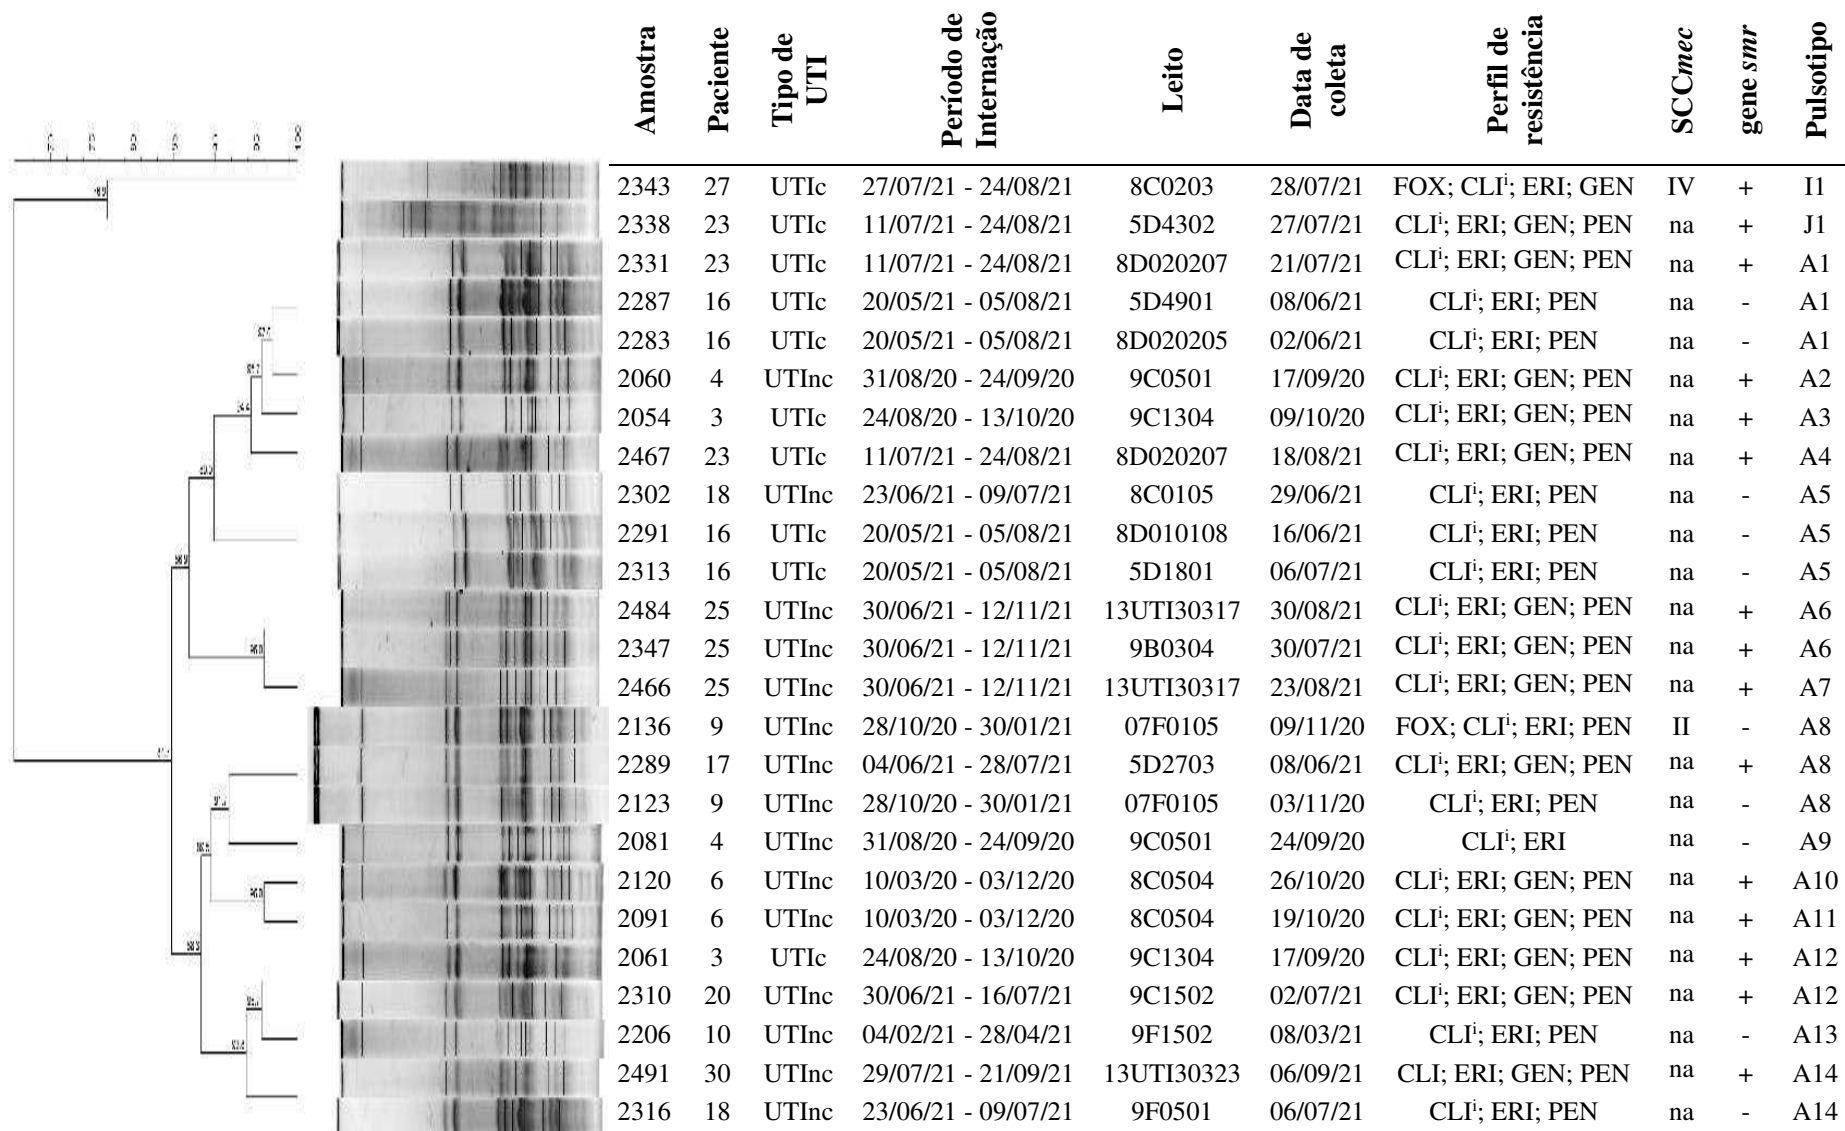 Amostra Paciente Tipo de UTI Período de Internação Leito Data de coleta Perfil de resistência SCCmec gene smr Pulsotipo
2343 27 UTIc 27/07/21 - 24/08/21 8C0203 28/07/21 FOX; CLIⁱ; ERI; GEN IV + I1
2338 23 UTIc 11/07/21 - 24/08/21 5D4302 27/07/21 CLIⁱ; ERI; GEN; PEN na + J1
2331 23 UTIc 11/07/21 - 24/08/21 8D020207 21/07/21 CLIⁱ; ERI; GEN; PEN na + A1
2287 16 UTIc 20/05/21 - 05/08/21 5D4901 08/06/21 CLIⁱ; ERI; PEN na - A1
2283 16 UTIc 20/05/21 - 05/08/21 8D020205 02/06/21 CLIⁱ; ERI; PEN na - A1
2060 4 UTInc 31/08/20 - 24/09/20 9C0501 17/09/20 CLIⁱ; ERI; GEN; PEN na + A2
2054 3 UTIc 24/08/20 - 13/10/20 9C1304 09/10/20 CLIⁱ; ERI; GEN; PEN na + A3
2467 23 UTIc 11/07/21 - 24/08/21 8D020207 18/08/21 CLIⁱ; ERI; GEN; PEN na + A4
2302 18 UTInc 23/06/21 - 09/07/21 8C0105 29/06/21 CLIⁱ; ERI; PEN na - A5
2291 16 UTIc 20/05/21 - 05/08/21 8D010108 16/06/21 CLIⁱ; ERI; PEN na - A5
2313 16 UTIc 20/05/21 - 05/08/21 5D1801 06/07/21 CLIⁱ; ERI; PEN na - A5
2484 25 UTInc 30/06/21 - 12/11/21 13UTI30317 30/08/21 CLIⁱ; ERI; GEN; PEN na + A6
2347 25 UTInc 30/06/21 - 12/11/21 9B0304 30/07/21 CLIⁱ; ERI; GEN; PEN na + A6
2466 25 UTInc 30/06/21 - 12/11/21 13UTI30317 23/08/21 CLIⁱ; ERI; GEN; PEN na + A7
2136 9 UTInc 28/10/20 - 30/01/21 07F0105 09/11/20 FOX; CLIⁱ; ERI; PEN II - A8
2289 17 UTInc 04/06/21 - 28/07/21 5D2703 08/06/21 CLIⁱ; ERI; GEN; PEN na + A8
2123 9 UTInc 28/10/20 - 30/01/21 07F0105 03/11/20 CLIⁱ; ERI; PEN na - A8
2081 4 UTInc 31/08/20 - 24/09/20 9C0501 24/09/20 CLIⁱ; ERI na - A9
2120 6 UTInc 10/03/20 - 03/12/20 8C0504 26/10/20 CLIⁱ; ERI; GEN; PEN na + A10
2091 6 UTInc 10/03/20 - 03/12/20 8C0504 19/10/20 CLIⁱ; ERI; GEN; PEN na + A11
2061 3 UTIc 24/08/20 - 13/10/20 9C1304 17/09/20 CLIⁱ; ERI; GEN; PEN na + A12
2310 20 UTInc 30/06/21 - 16/07/21 9C1502 02/07/21 CLIⁱ; ERI; GEN; PEN na + A12
2206 10 UTInc 04/02/21 - 28/04/21 9F1502 08/03/21 CLIⁱ; ERI; PEN na - A13
2491 30 UTInc 29/07/21 - 21/09/21 13UTI30323 06/09/21 CLI; ERI; GEN; PEN na + A14
2316 18 UTInc 23/06/21 - 09/07/21 9F0501 06/07/21 CLIⁱ; ERI; PEN na - A14